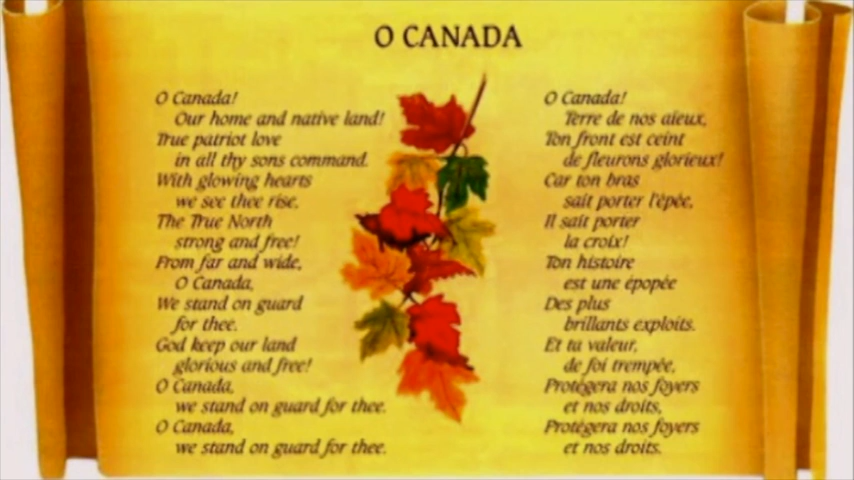 O CANADA
O Canada!
Our home and native land!
True patriot love
in all thy sons command.
With glowing hearts
we see thee rise,
The True North
strong and free!
From far and wide,
O Canada,
We stand on guard
for thee.
God keep our land
glorious and free!
O Canada,
we stand on guard for thee.
O Canada,
we stand on guard for thee.
O Canada!
Terre de nos aïeux,
Ton front est ceint
de fleurons glorieux!
Car ton bras
sait porter l'épée,
Il sait porter
la croix!
Ton histoire
est une épopée
Des plus
brillants exploits.
Et ta valeur,
de foi trempée,
Protégera nos foyers
et nos droits,
Protégera nos foyers
et nos droits.